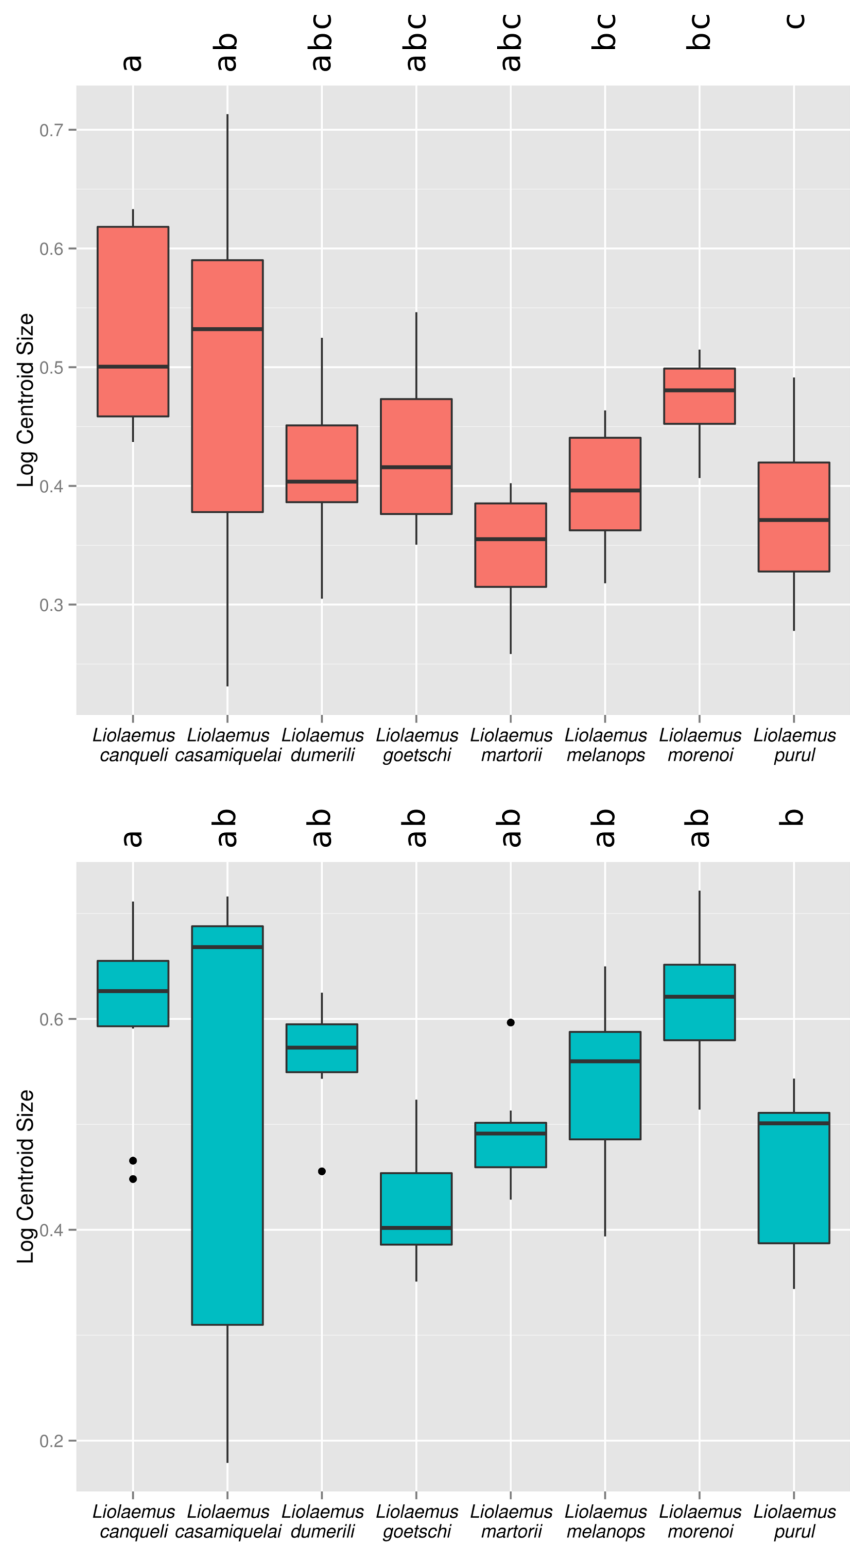 a ab abc abc abc bc bc c
0.7
0.6
0.5
0.4
0.3
Log Centroid Size
Liolaemus Liolaemus Liolaemus Liolaemus Liolaemus Liolaemus Liolaemus Liolaemus
canqueli casamiquelai dumerili goetschi martorii melanops morenoi purul
a ab ab ab ab ab ab b
0.6
0.4
0.2
Log Centroid Size
Liolaemus Liolaemus Liolaemus Liolaemus Liolaemus Liolaemus Liolaemus Liolaemus
canqueli casamiquelai dumerili goetschi martorii melanops morenoi purul